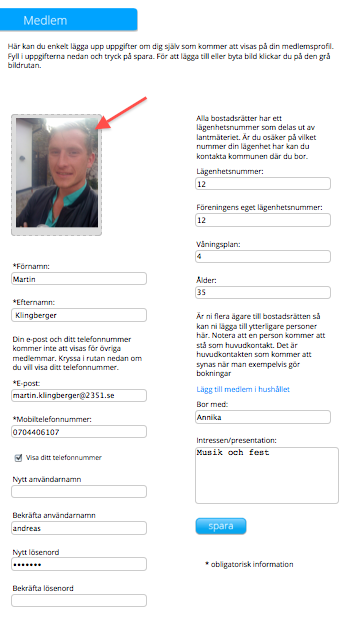 Medlem
Här kan du enkelt lägga upp uppgifter om dig själv som kommer att visas på din medlemsprofil.
Fyll i uppgifterna nedan och tryck på spara. För att lägga till eller byta bild klickar du på den grå
bildrutan.
*Förnamn:
Martin
*Efternamn:
Klingberger
Din e-post och ditt telefonnummer
kommer inte att visas för övriga
medlemmar. Kryssa i rutan nedan om
du vill visa ditt telefonnummer.
*E-post:
martin.klingberger@2351.se
*Mobiltelefonnummer:
0704406107
Visa ditt telefonnummer
Nytt användarnamn
Bekräfta användarnamn
andreas
Nytt lösenord
•••••••
Bekräfta lösenord
Alla bostadsrätter har ett
lägenhetsnummer som delas ut av
lantmäteriet. Är du osäker på vilket
nummer din lägenhet har kan du
kontakta kommunen där du bor.
Lägenhetsnummer:
12
Föreningens eget lägenhetsnummer:
12
Våningsplan:
4
Ålder:
35
Är ni flera ägare till bostadsrätten så
kan ni lägga till ytterligare personer
här. Notera att en person kommer att
stå som huvudkontakt. Det är
huvudkontakten som kommer att
synas när man exempelvis gör
bokningar
Lägg till medlem i hushållet
Bor med:
Annika
Intressen/presentation:
Musik och fest
spara
* obligatorisk information